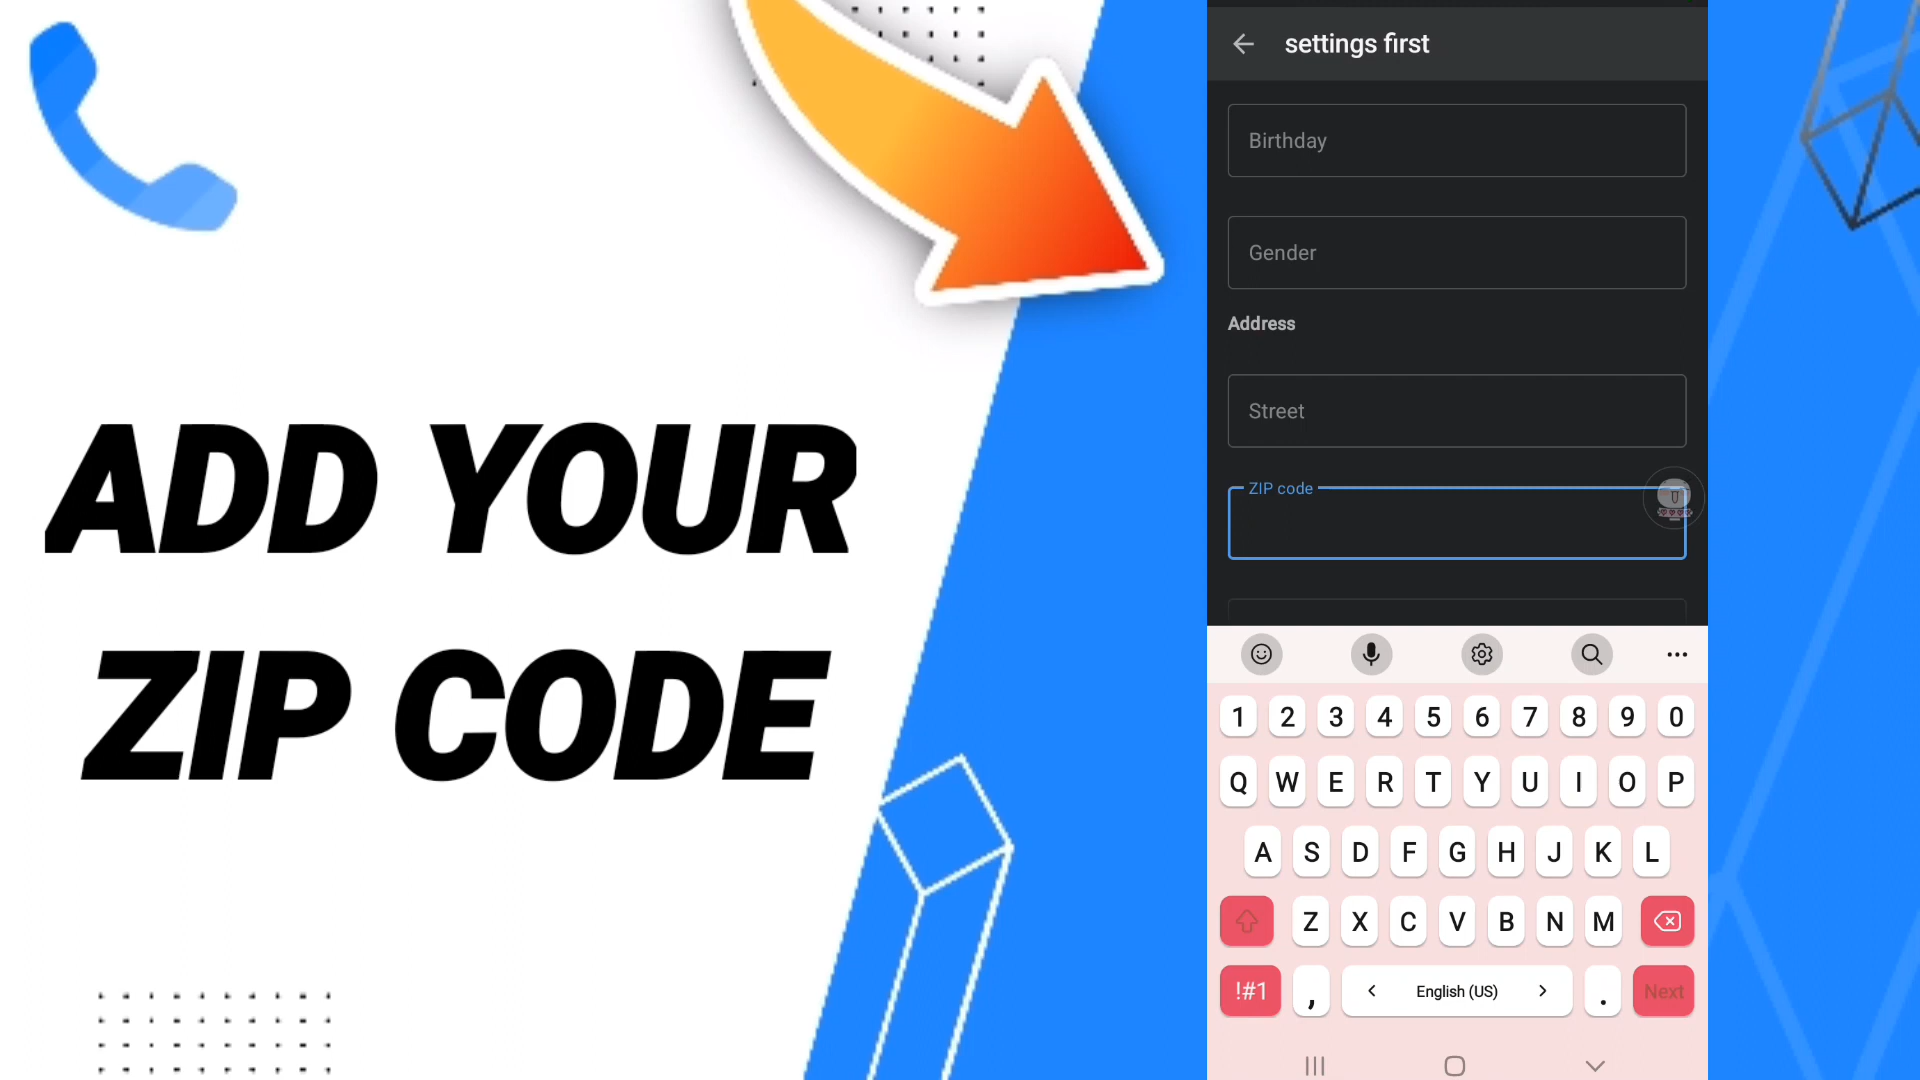 ADD YOUR
ZIP CODE
settings first
Birthday
Gender
Address
Street
ZIP code
1 2 3 4 5 6 7 8 9 0
Q W E R T Y U I O P
A S D F G H J K L
Z X C V B N M
!#1 , < English (US) > . Next